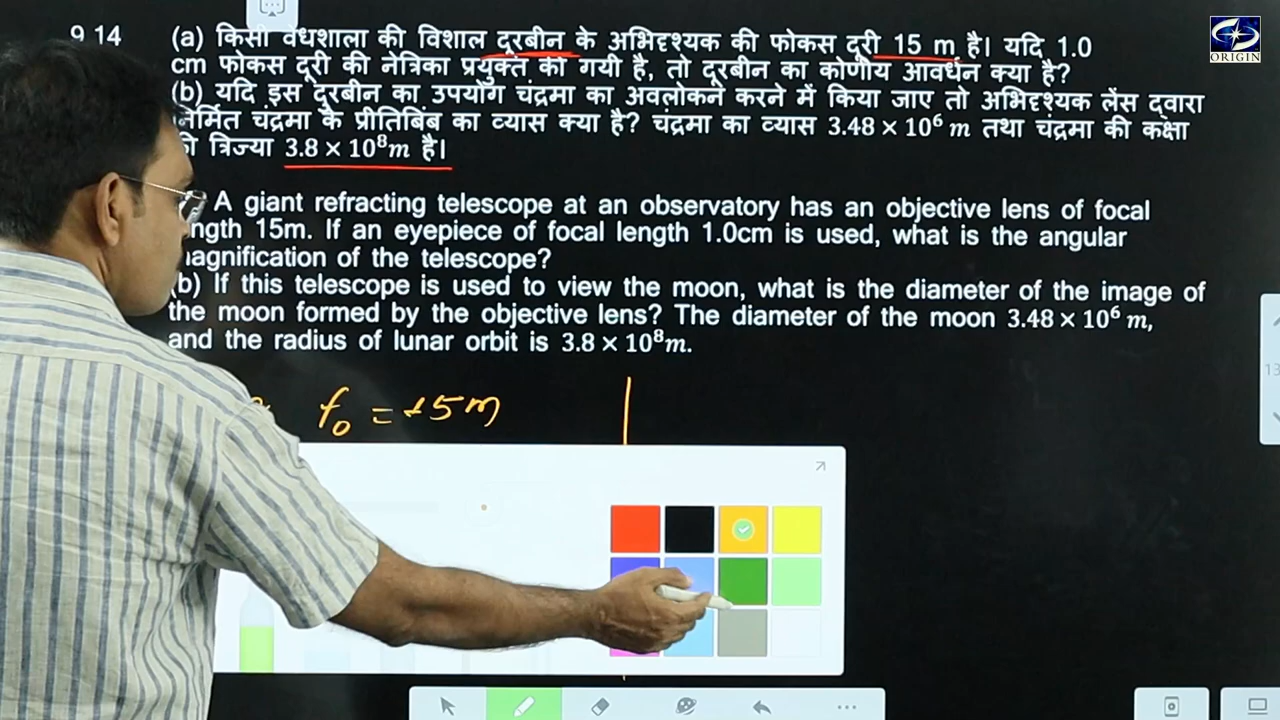 9.14 (a) किसी वेधशाला की विशाल दूरबीन के अभिदृश्यक की फोकस दूरी 15 m है। यदि 1.0
cm फोकस दूरी की नेत्रिका प्रयुक्त की गयी है, तो दूरबीन का कोणीय आवर्धन क्या है?
(b) यदि इस दूरबीन का उपयोग चंद्रमा का अवलोकन करने में किया जाए तो अभिदृश्यक लेंस द्वारा
निर्मित चंद्रमा के प्रीतिबिंब का व्यास क्या है? चंद्रमा का व्यास 3.48 × 10⁶ m तथा चंद्रमा की कक्षा
की त्रिज्या 3.8 × 10⁸m है।
A giant refracting telescope at an observatory has an objective lens of focal
length 15m. If an eyepiece of focal length 1.0cm is used, what is the angular
magnification of the telescope?
(b) If this telescope is used to view the moon, what is the diameter of the image of
the moon formed by the objective lens? The diameter of the moon 3.48 × 10⁶ m,
and the radius of lunar orbit is 3.8 × 10⁸m.
f₀ = 15m
ORIGIN